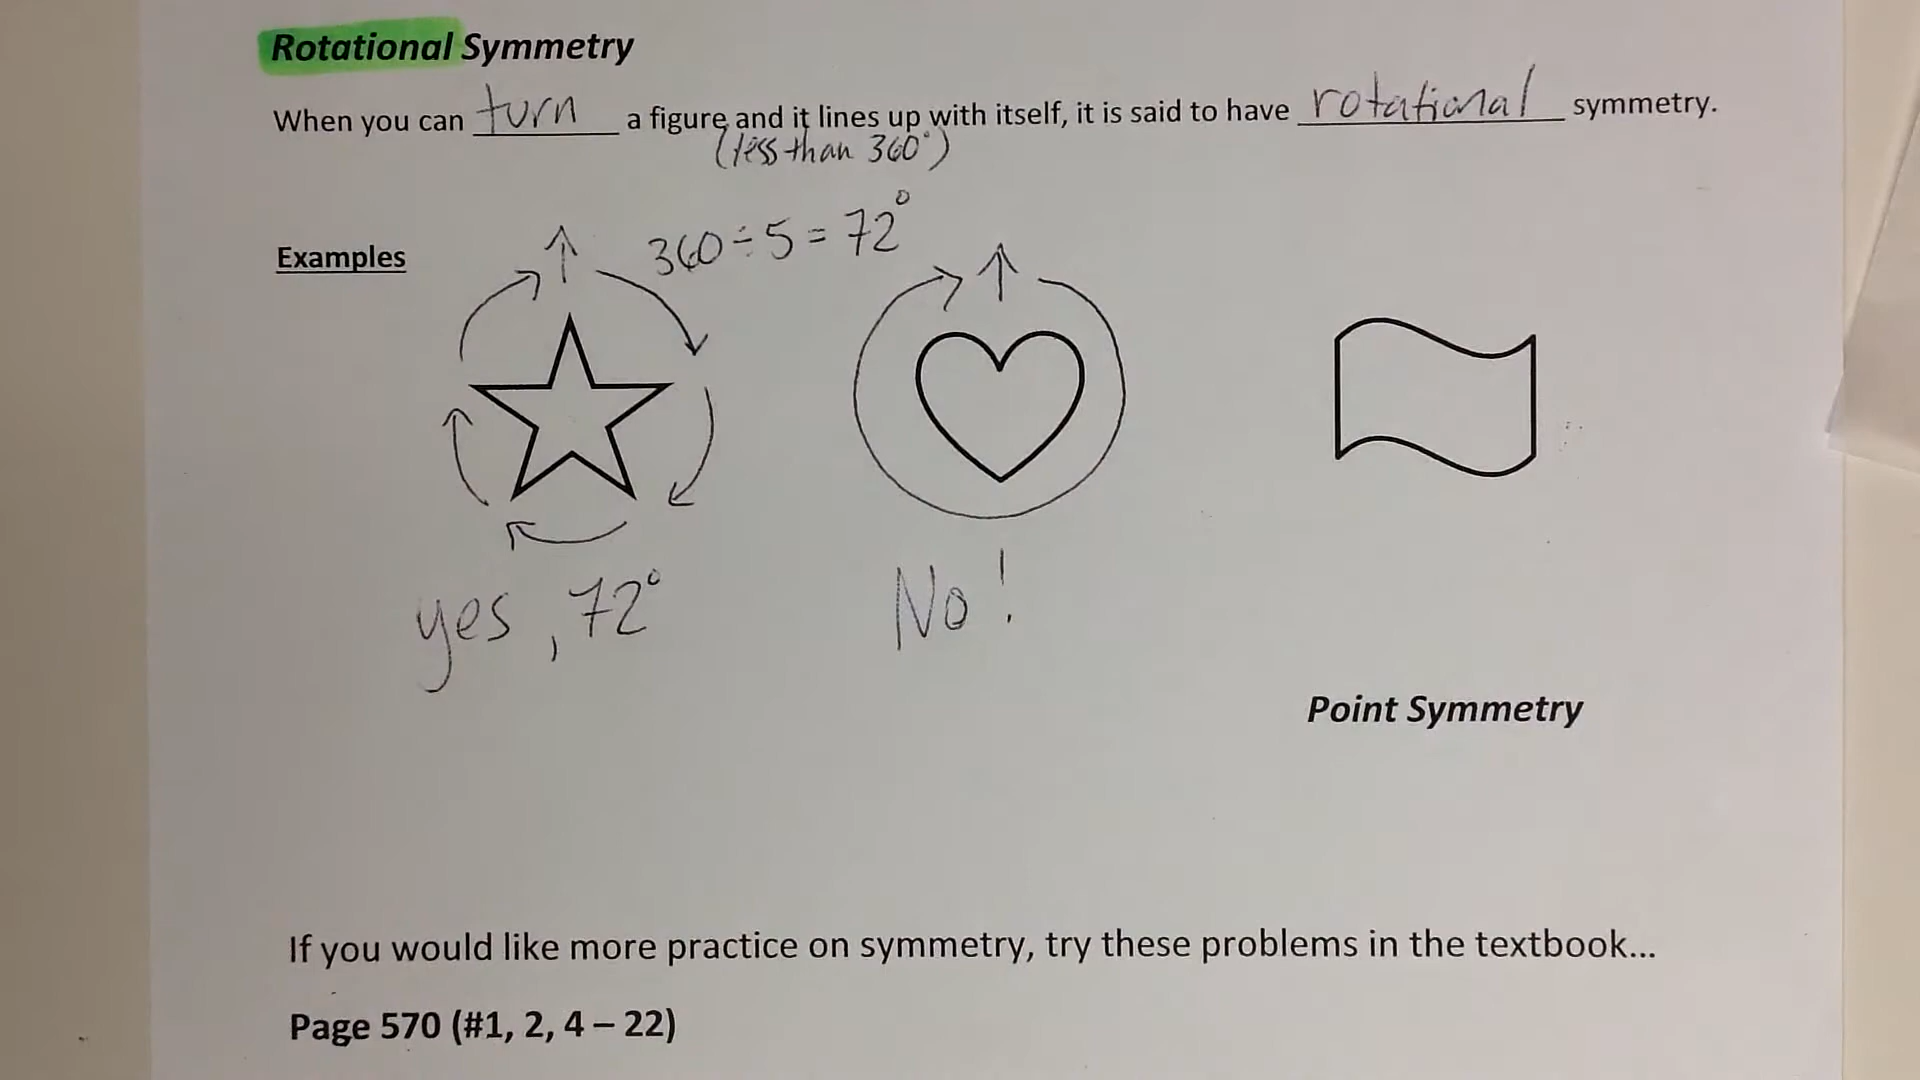 Rotational Symmetry
When you can turn a figure and it lines up with itself, it is said to have rotational symmetry.
(less than 360°)
360 ÷ 5 = 72°
Examples
yes, 72°
No!
Point Symmetry
If you would like more practice on symmetry, try these problems in the textbook...
Page 570 (#1, 2, 4 – 22)